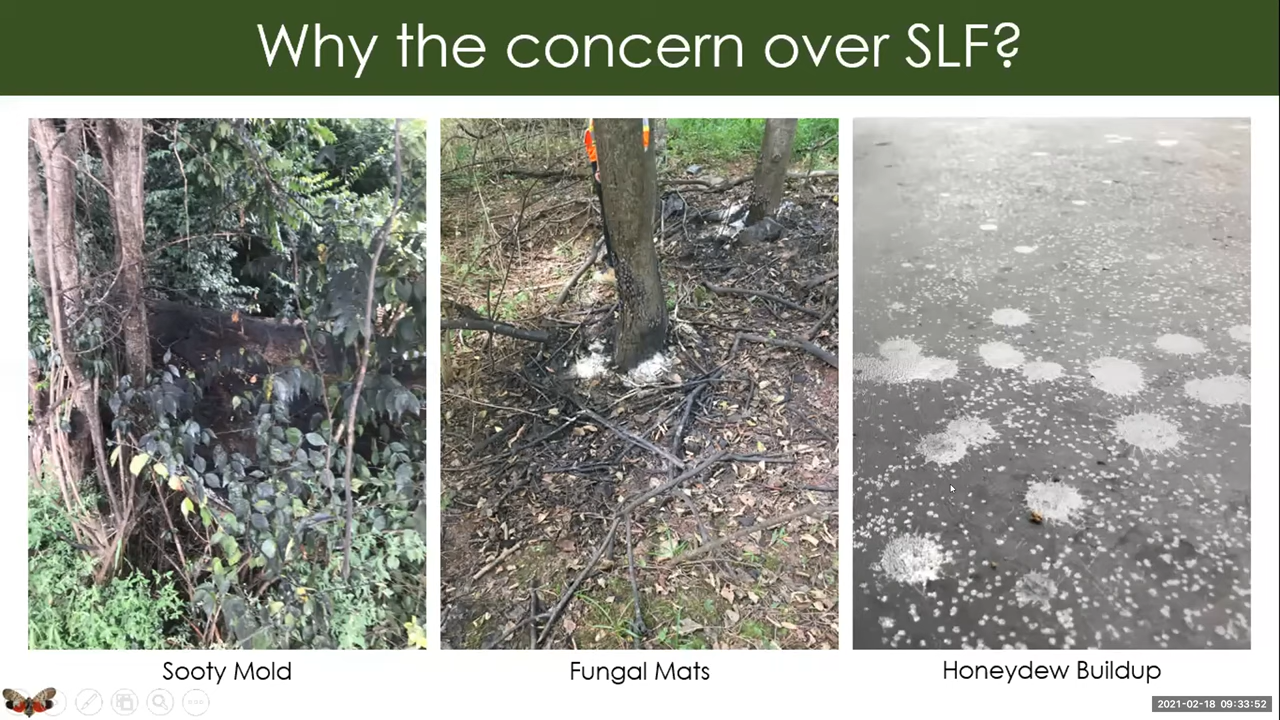 Why the concern over SLF?
Sooty Mold
Fungal Mats
Honeydew Buildup
2021-02-18 09:33:52